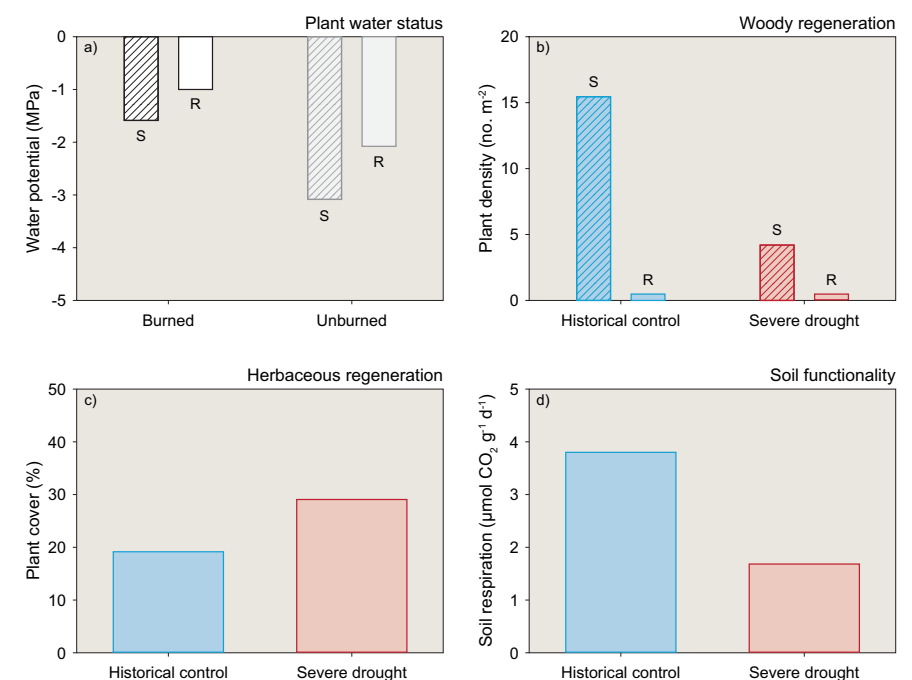 Plant water status
a)
0
-1
-2
-3
-4
-5
Water potential (MPa)
S
R
S
R
Burned
Unburned
Woody regeneration
b)
20
15
10
5
0
Plant density (no. m⁻²)
S
R
S
R
Historical control
Severe drought
Herbaceous regeneration
c)
50
40
30
20
10
0
Plant cover (%)
Historical control
Severe drought
Soil functionality
d)
5
4
3
2
1
0
Soil respiration (μmol CO₂ g⁻¹ d⁻¹)
Historical control
Severe drought